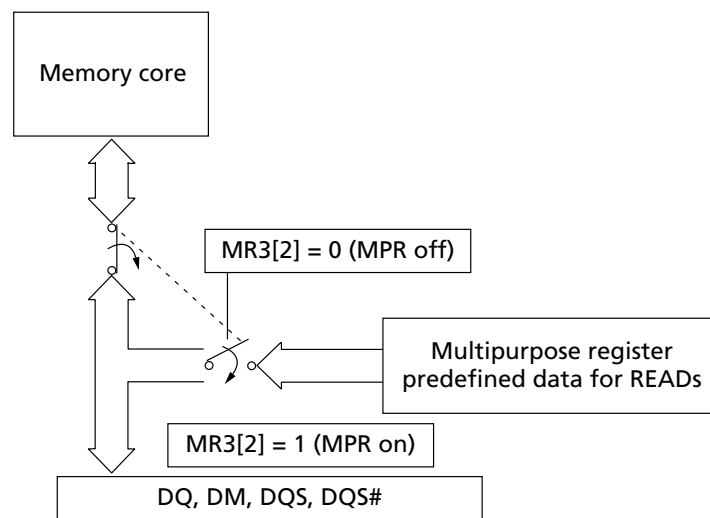 Memory core
MR3[2] = 0 (MPR off)
Multipurpose register
predefined data for READs
MR3[2] = 1 (MPR on)
DQ, DM, DQS, DQS#